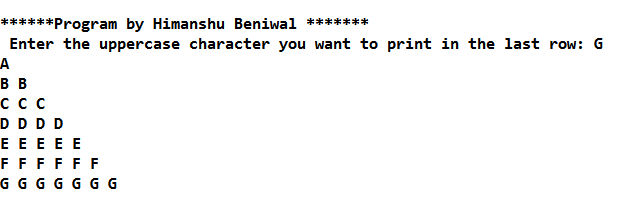 ******Program by Himanshu Beniwal *******
Enter the uppercase character you want to print in the last row: G
A
B B
C C C
D D D D
E E E E E
F F F F F F
G G G G G G G